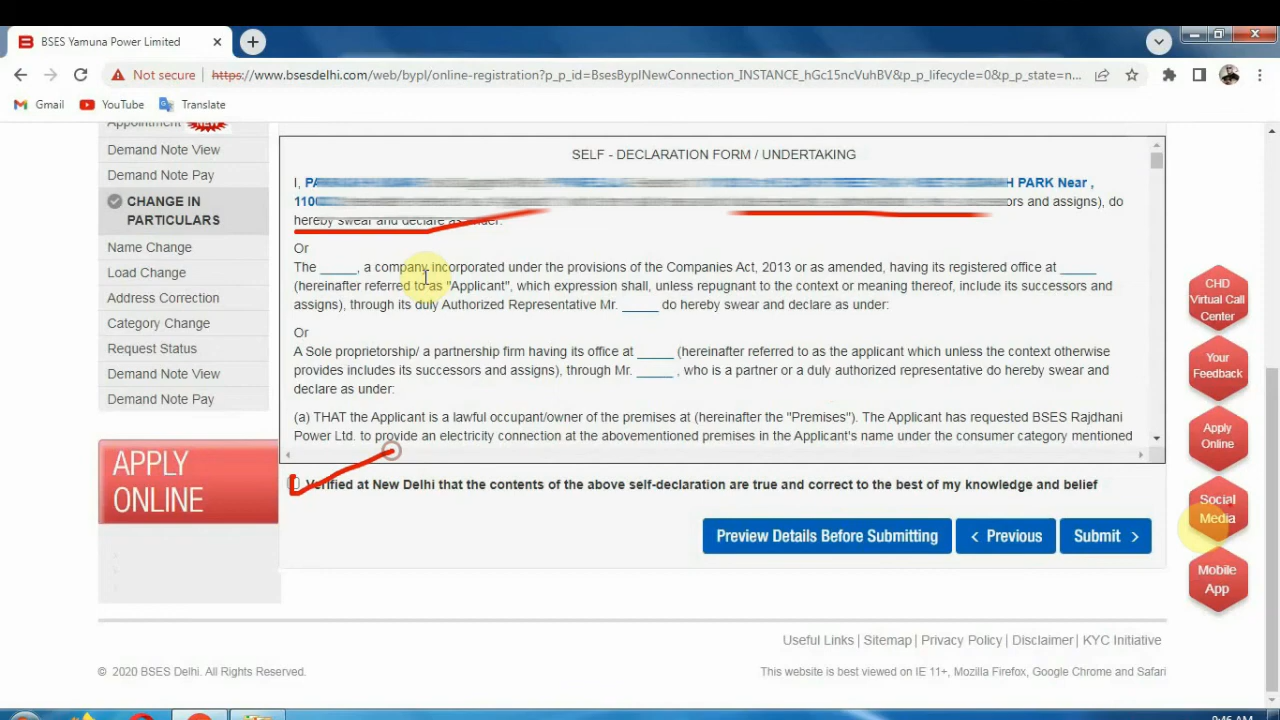 BSES Yamuna Power Limited
Not secure
https://www.bsesdelhi.com/web/bypl/online-registration?p_p_id=BsesBypINewConnection_INSTANCE_hGc15ncVuhBV&p_p_lifecycle=0&p_p_state=n...
Gmail YouTube Translate
Appointment
Demand Note View
Demand Note Pay
CHANGE IN
PARTICULARS
Name Change
Load Change
Address Correction
Category Change
Request Status
Demand Note View
Demand Note Pay
APPLY
ONLINE
SELF - DECLARATION FORM / UNDERTAKING
I, H PARK Near ,
1100 ors and assigns), do
hereby swear and declare as under:
Or
The _____, a company incorporated under the provisions of the Companies Act, 2013 or as amended, having its registered office at _____
(hereinafter referred to as "Applicant", which expression shall, unless repugnant to the context or meaning thereof, include its successors and
assigns), through its duly Authorized Representative Mr. _____ do hereby swear and declare as under:
Or
A Sole proprietorship/ a partnership firm having its office at _____ (hereinafter referred to as the applicant which unless the context otherwise
provides includes its successors and assigns), through Mr. _____ , who is a partner or a duly authorized representative do hereby swear and
declare as under:
(a) THAT the Applicant is a lawful occupant/owner of the premises at (hereinafter the "Premises"). The Applicant has requested BSES Rajdhani
Power Ltd. to provide an electricity connection at the abovementioned premises in the Applicant's name under the consumer category mentioned
Verified at New Delhi that the contents of the above self-declaration are true and correct to the best of my knowledge and belief
Preview Details Before Submitting < Previous Submit >
CHD
Virtual Call
Center
Your
Feedback
Apply
Online
Social
Media
Mobile
App
Useful Links | Sitemap | Privacy Policy | Disclaimer | KYC Initiative
© 2020 BSES Delhi. All Rights Reserved.
This website is best viewed on IE 11+, Mozilla Firefox, Google Chrome and Safari